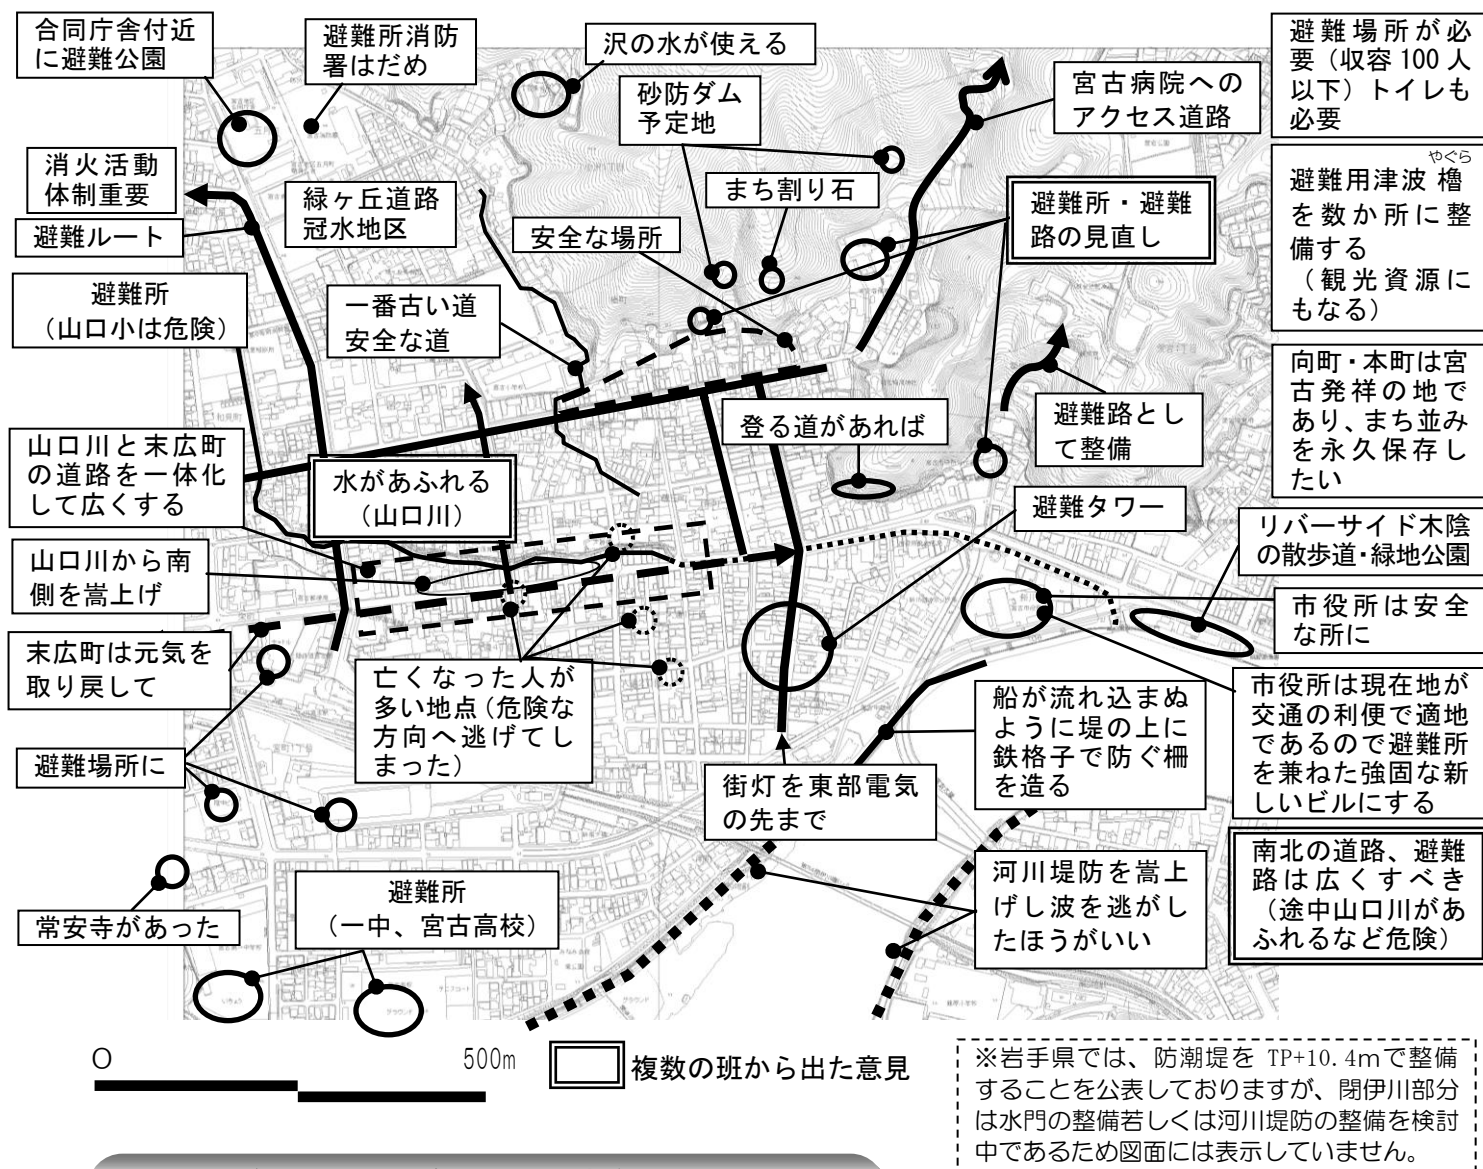 合同庁舎付近
に避難公園
避難所消防
署はだめ
沢の水が使える
砂防ダム
予定地
宮古病院への
アクセス道路
避難場所が必
要（収容100人
以下）トイレも
必要
消火活動
体制重要
避難ルート
緑ヶ丘道路
冠水地区
まち割り石
安全な場所
避難所・避難
路の見直し
やぐら
避難用津波櫓
を数か所に整
備する
（観光資源に
もなる）
避難所
（山口小は危険）
一番古い道
安全な道
向町・本町は宮
古発祥の地で
あり、まち並み
を永久保存し
たい
山口川と末広町
の道路を一体化
して広くする
水があふれる
（山口川）
登る道があれば
避難路とし
て整備
避難タワー
リバーサイド木陰
の散歩道・緑地公園
山口川から南
側を嵩上げ
市役所は安全
な所に
末広町は元気を
取り戻して
亡くなった人が
多い地点（危険な
方向へ逃げてし
まった）
船が流れ込まぬ
ように堤の上に
鉄格子で防ぐ柵
を造る
市役所は現在地が
交通の利便で適地
であるので避難所
を兼ねた強固な新
しいビルにする
避難場所に
街灯を東部電気
の先まで
南北の道路、避難
路は広くすべき
（途中山口川があ
ふれるなど危険）
常安寺があった
避難所
（一中、宮古高校）
河川堤防を嵩上
げし波を逃がし
たほうがいい
0 500m
複数の班から出た意見
※岩手県では、防潮堤を TP+10.4mで整備
することを公表しておりますが、閉伊川部分
は水門の整備若しくは河川堤防の整備を検討
中であるため図面には表示していません。